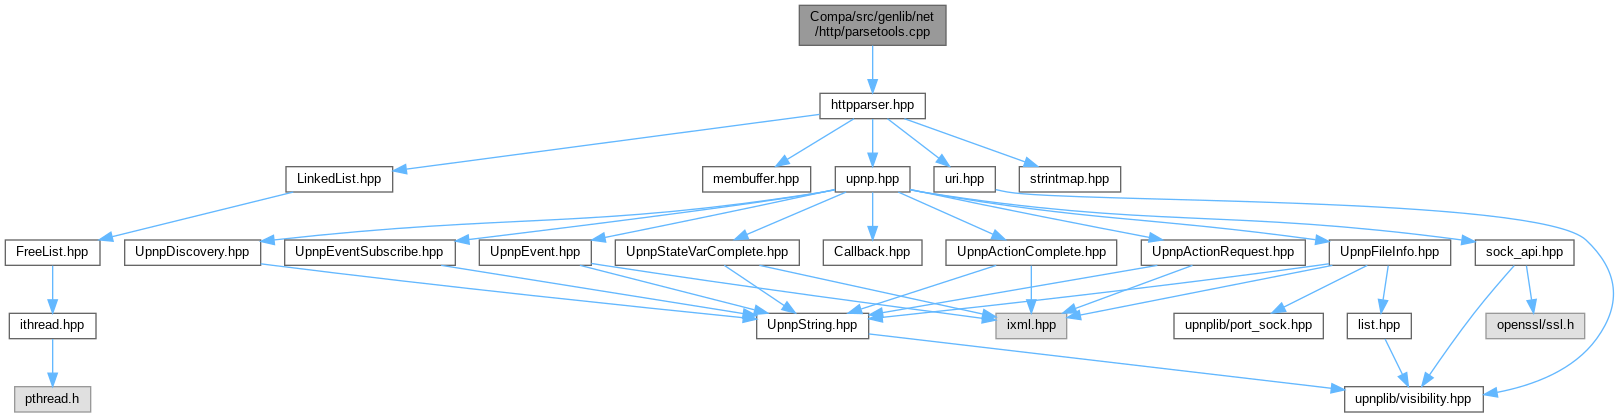 Compa/src/genlib/net
/http/parsetools.cpp
httpparser.hpp
LinkedList.hpp
membuffer.hpp
upnp.hpp
uri.hpp
strintmap.hpp
FreeList.hpp
UpnpDiscovery.hpp
UpnpEventSubscribe.hpp
UpnpEvent.hpp
UpnpStateVarComplete.hpp
Callback.hpp
UpnpActionComplete.hpp
UpnpActionRequest.hpp
UpnpFileInfo.hpp
sock_api.hpp
ithread.hpp
UpnpString.hpp
ixml.hpp
upnplib/port_sock.hpp
list.hpp
openssl/ssl.h
pthread.h
upnplib/visibility.hpp